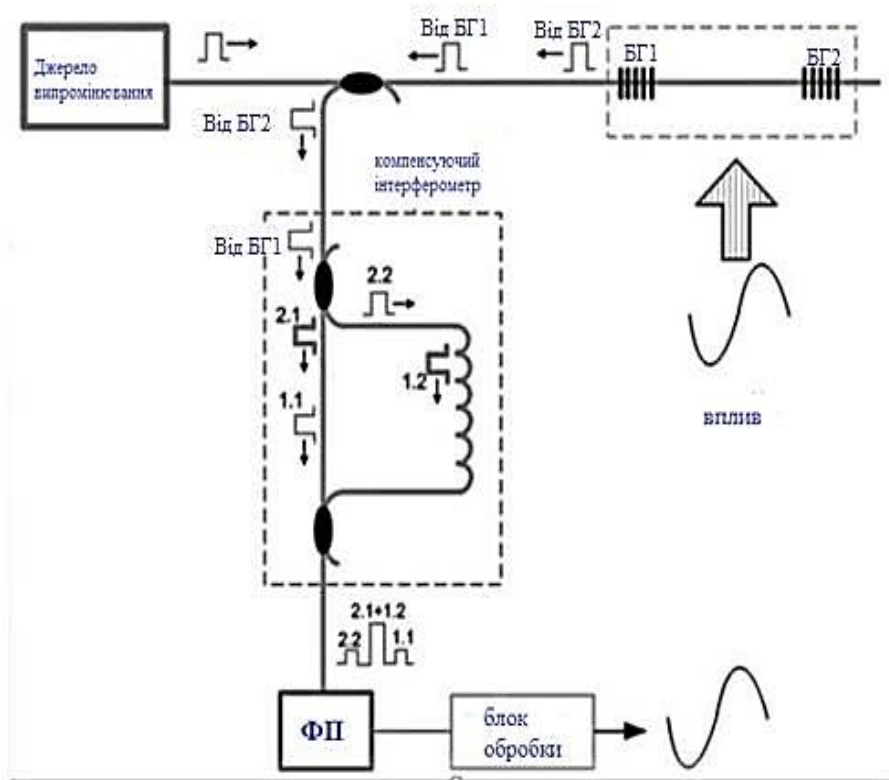 Від БГ1
Від БГ2
БГ1
БГ2
Джерело
випромінювання
Від БГ2
компенсуючий
інтерферометр
Від БГ1
2.2
2.1
1.2
1.1
вплив
2.1+1.2
2.2
1.1
ФП
блок
обробки